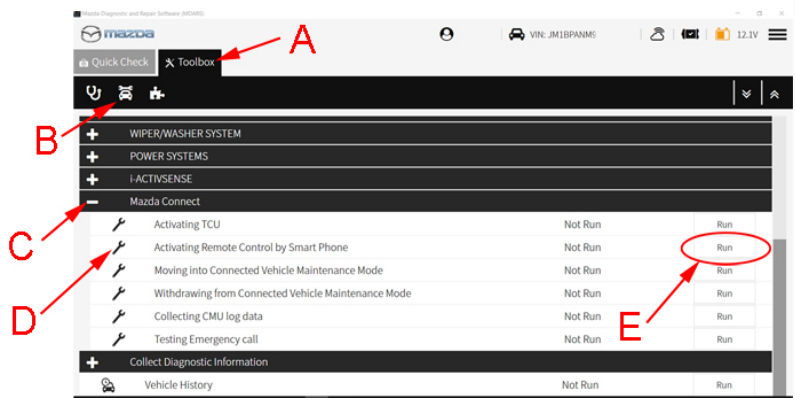 Mazda Diagnostic and Repair Software (MDARS)
mazda
VIN: JM1BPANM
12.1V
Quick Check
Toolbox
A
B
WIPER/WASHER SYSTEM
POWER SYSTEMS
i-ACTIVSENSE
Mazda Connect
C
Activating TCU Not Run Run
Activating Remote Control by Smart Phone Not Run Run
Moving into Connected Vehicle Maintenance Mode Not Run Run
D
Withdrawing from Connected Vehicle Maintenance Mode Not Run Run
Collecting CMU log data Not Run Run
E
Testing Emergency call Not Run Run
Collect Diagnostic Information
Vehicle History Not Run Run